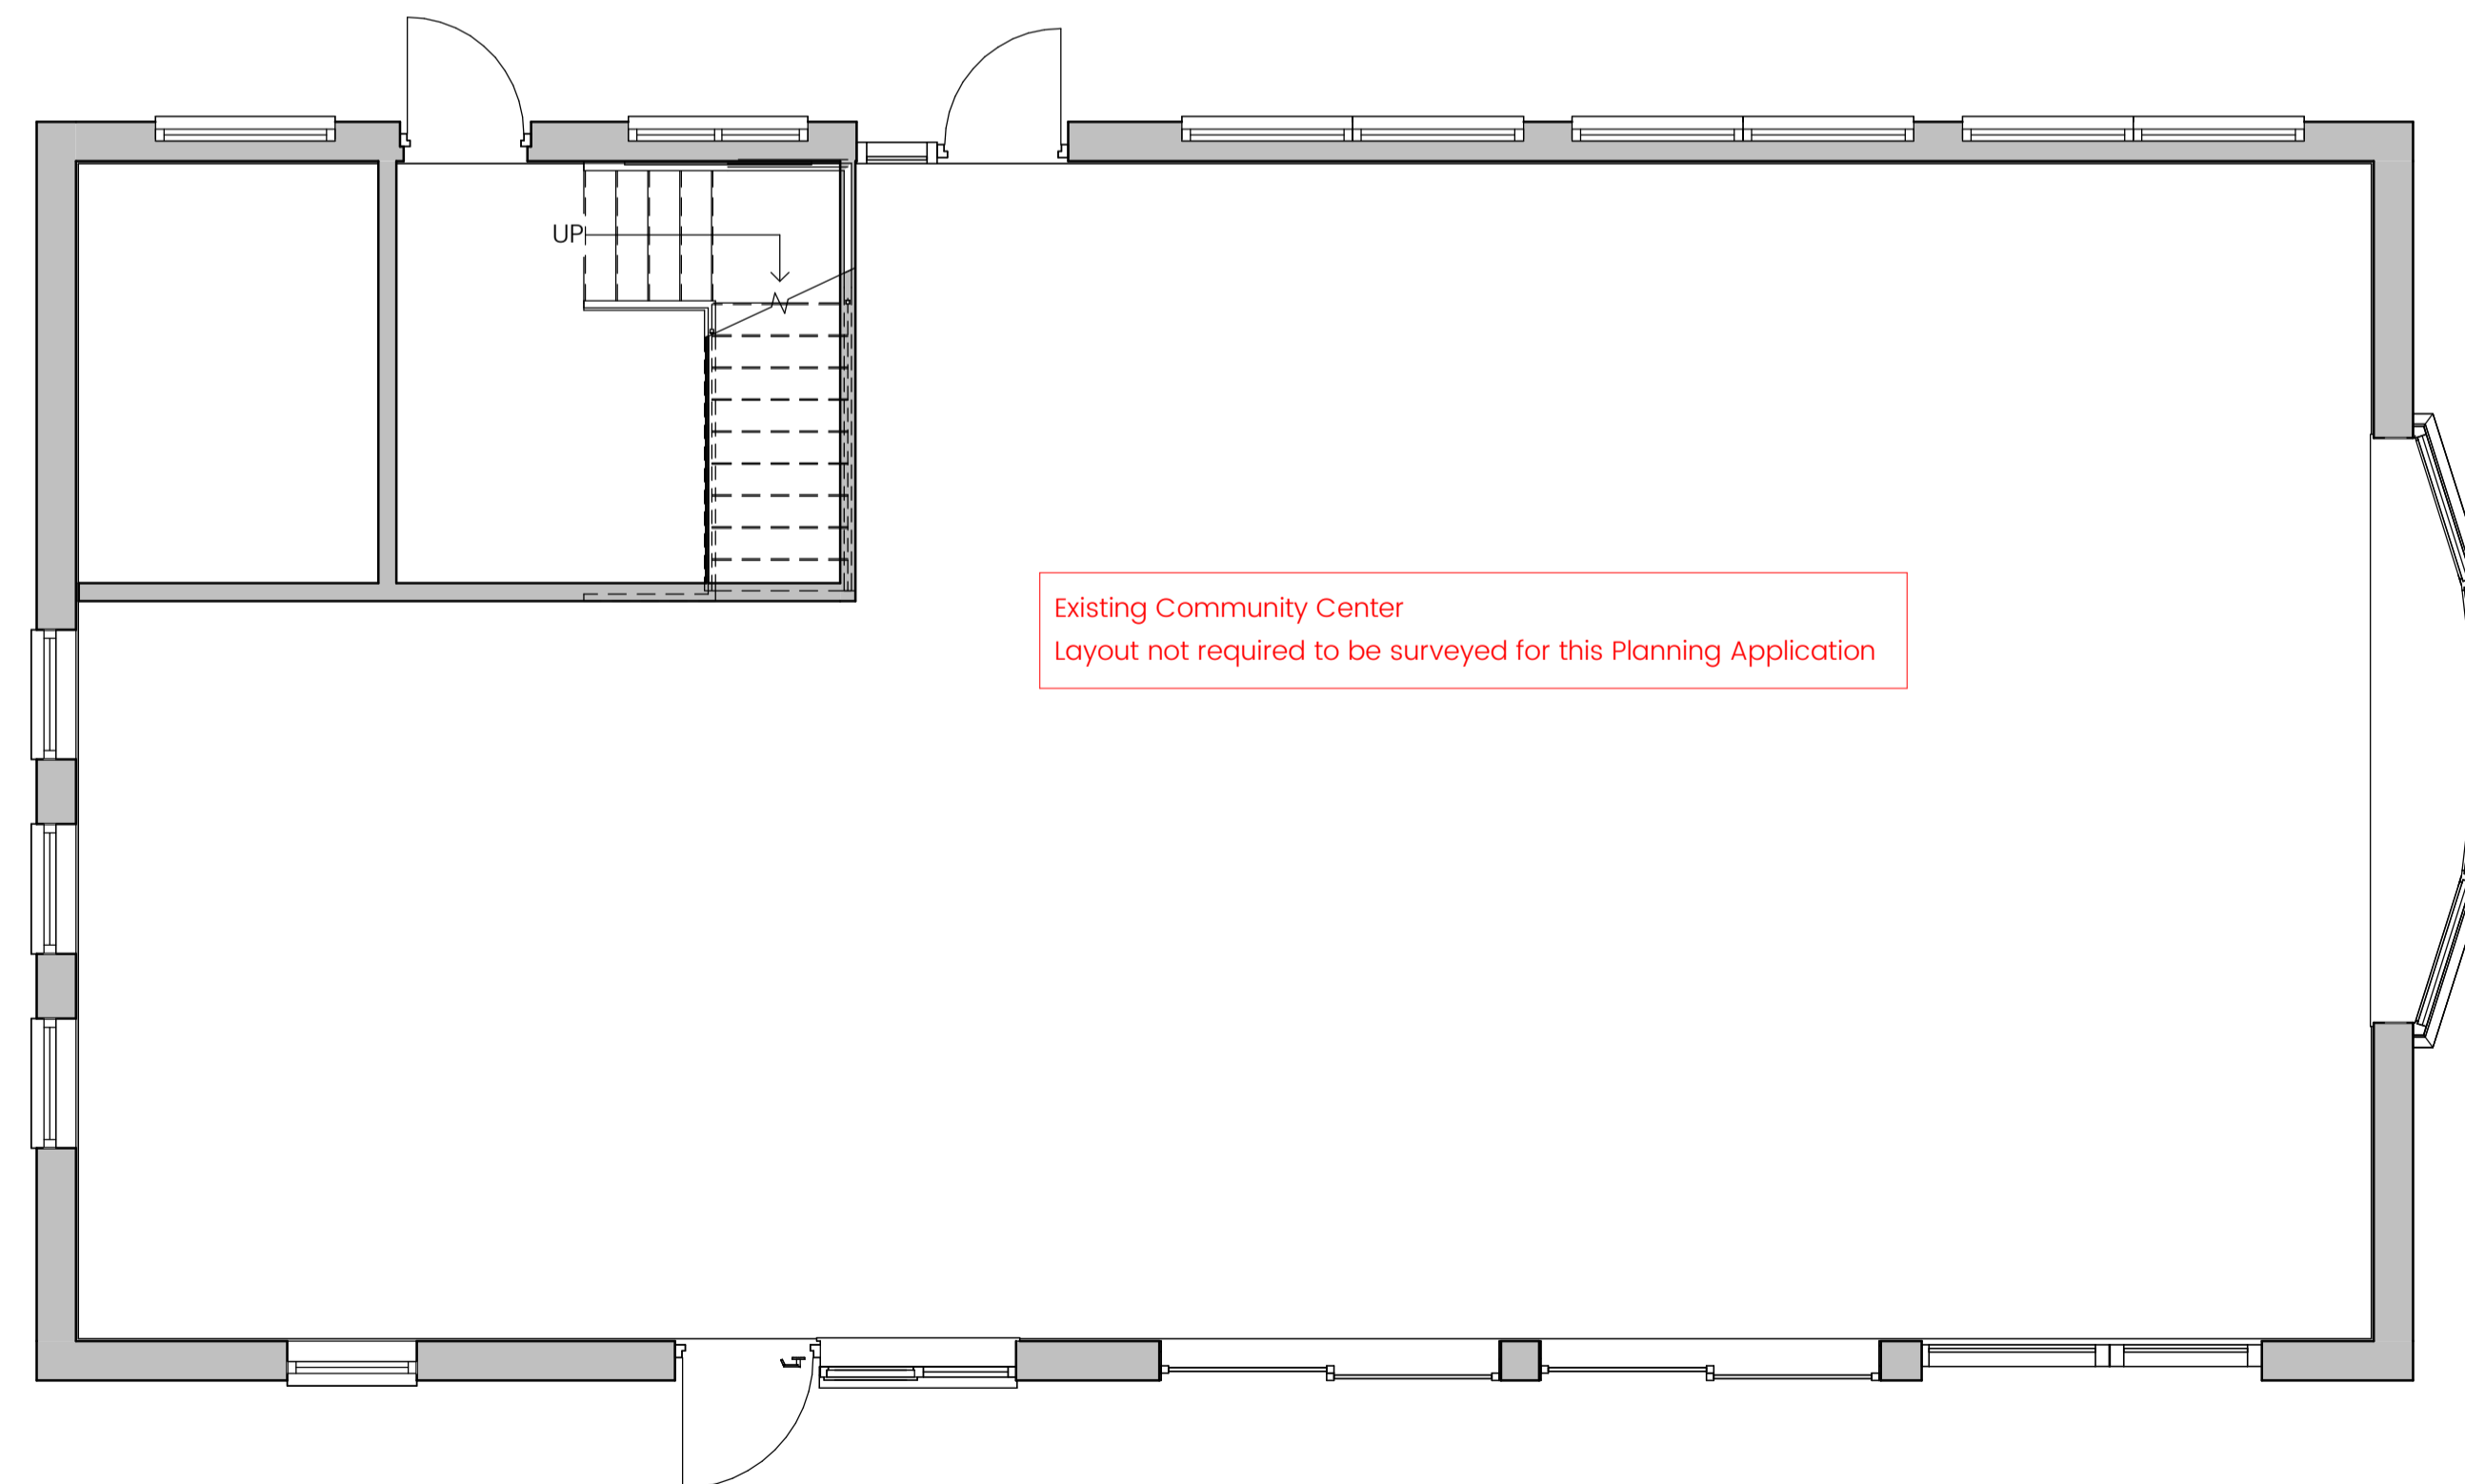 UP
Existing Community Center
Layout not required to be surveyed for this Planning Application